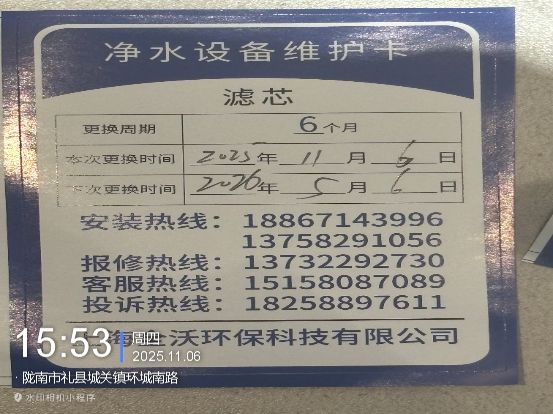 净水设备维护卡
滤芯
更换周期 6个月
本次更换时间 2025年 11月 6日
下次更换时间 2026年 5月 6日
安装热线：18867143996
13758291056
报修热线：13732292730
客服热线：15158087089
投诉热线：18258897611
沃环保科技有限公司
15:53 周四
2025.11.06
·陇南市礼县城关镇环城南路
水印相机小程序